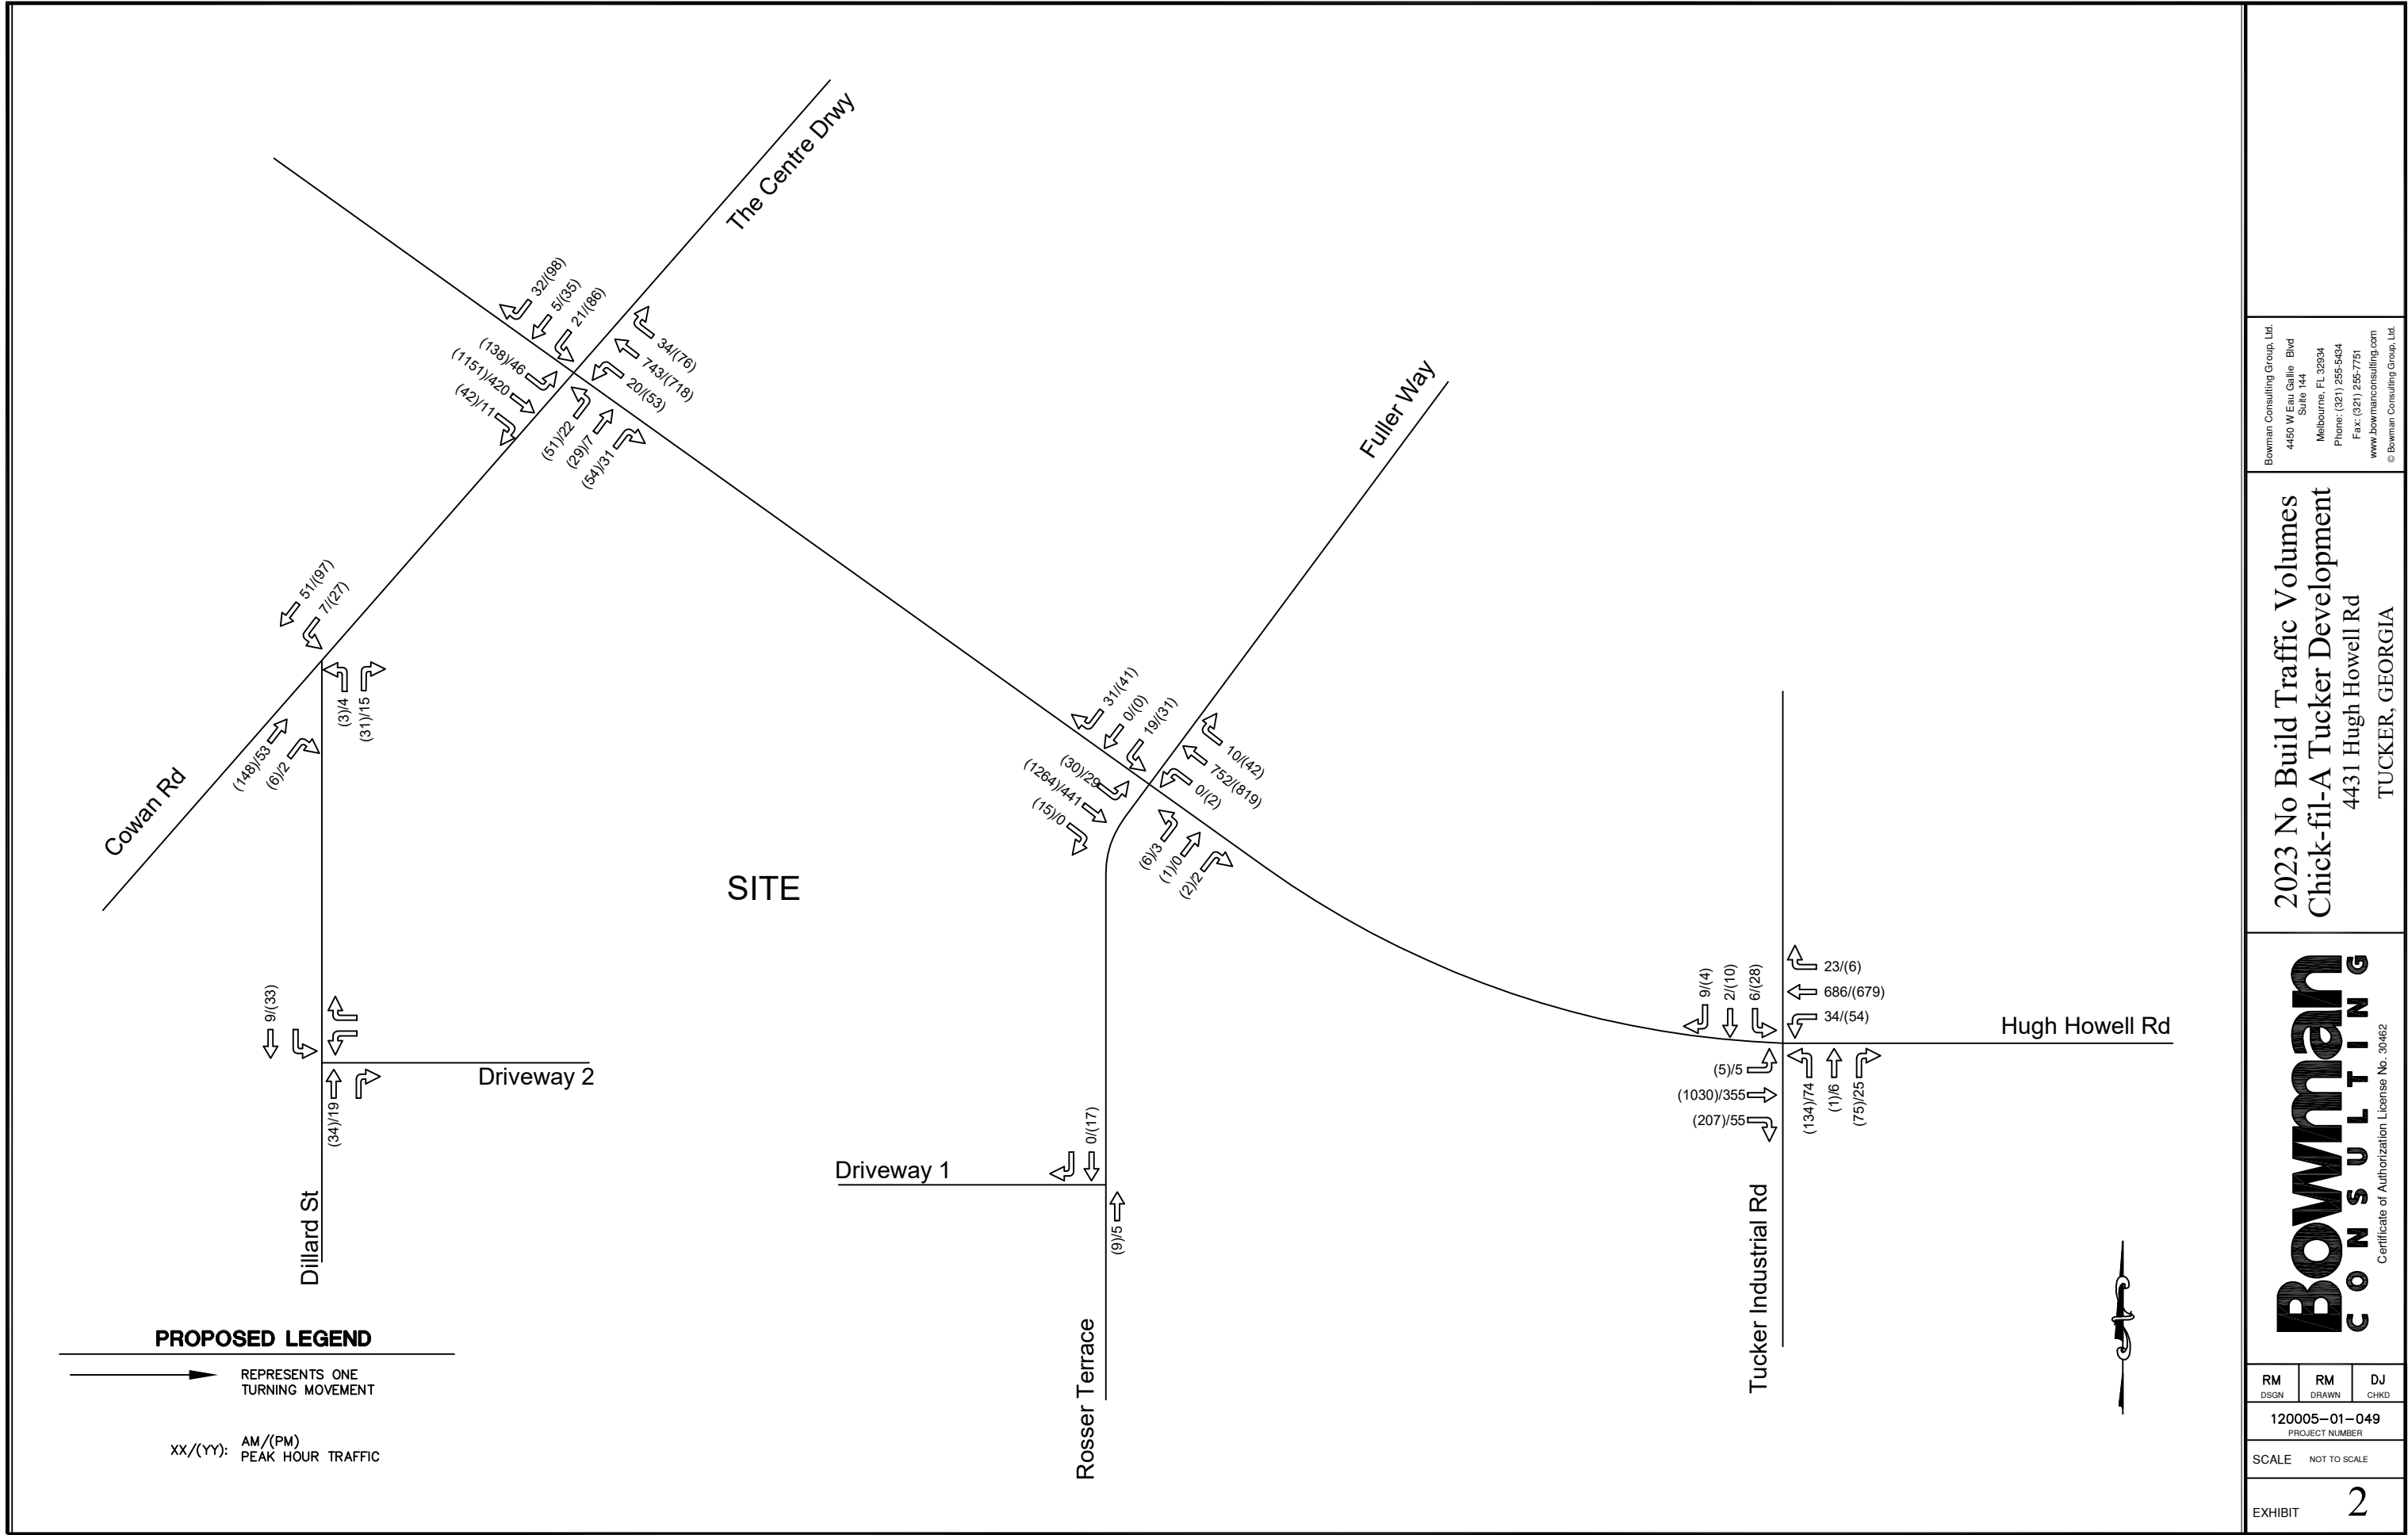 The Centre Drwy
32/(98)
5/(35)
21/(86)
34/(76)
743/(718)
20/(53)
(138)/46
(1151)/420
(42)/11
(51)/22
(29)/7
(54)/31
Fuller Way
51/(97)
7/(27)
(3)/4
(31)/15
(148)/53
(6)/2
Cowan Rd
31/(41)
0/(0)
19/(31)
10/(42)
752/(819)
0/(2)
(30)/29
(1264)/441
(15)/0
(6)/3
(1)/0
(2)/2
SITE
9/(4)
2/(10)
6/(28)
23/(6)
686/(679)
34/(54)
Hugh Howell Rd
(5)/5
(1030)/355
(207)/55
(134)/74
(1)/6
(75)/25
Tucker Industrial Rd
9/(33)
Driveway 2
(34)/19
Dillard St
0/(17)
Driveway 1
(9)/5
Rosser Terrace
PROPOSED LEGEND
REPRESENTS ONE
TURNING MOVEMENT
XX/(YY): AM/(PM)
PEAK HOUR TRAFFIC
Bowman Consulting Group, Ltd.
4450 W Eau Gallie Blvd
Suite 144
Melbourne, FL 32934
Phone: (321) 255-5434
Fax: (321) 255-7751
www.bowmanconsulting.com
© Bowman Consulting Group, Ltd.
2023 No Build Traffic Volumes
Chick-fil-A Tucker Development
4431 Hugh Howell Rd
TUCKER, GEORGIA
Bowman
CONSULTING
Certificate of Authorization License No. 30462
RM RM DJ
DSGN DRAWN CHKD
120005-01-049
PROJECT NUMBER
SCALE NOT TO SCALE
EXHIBIT 2